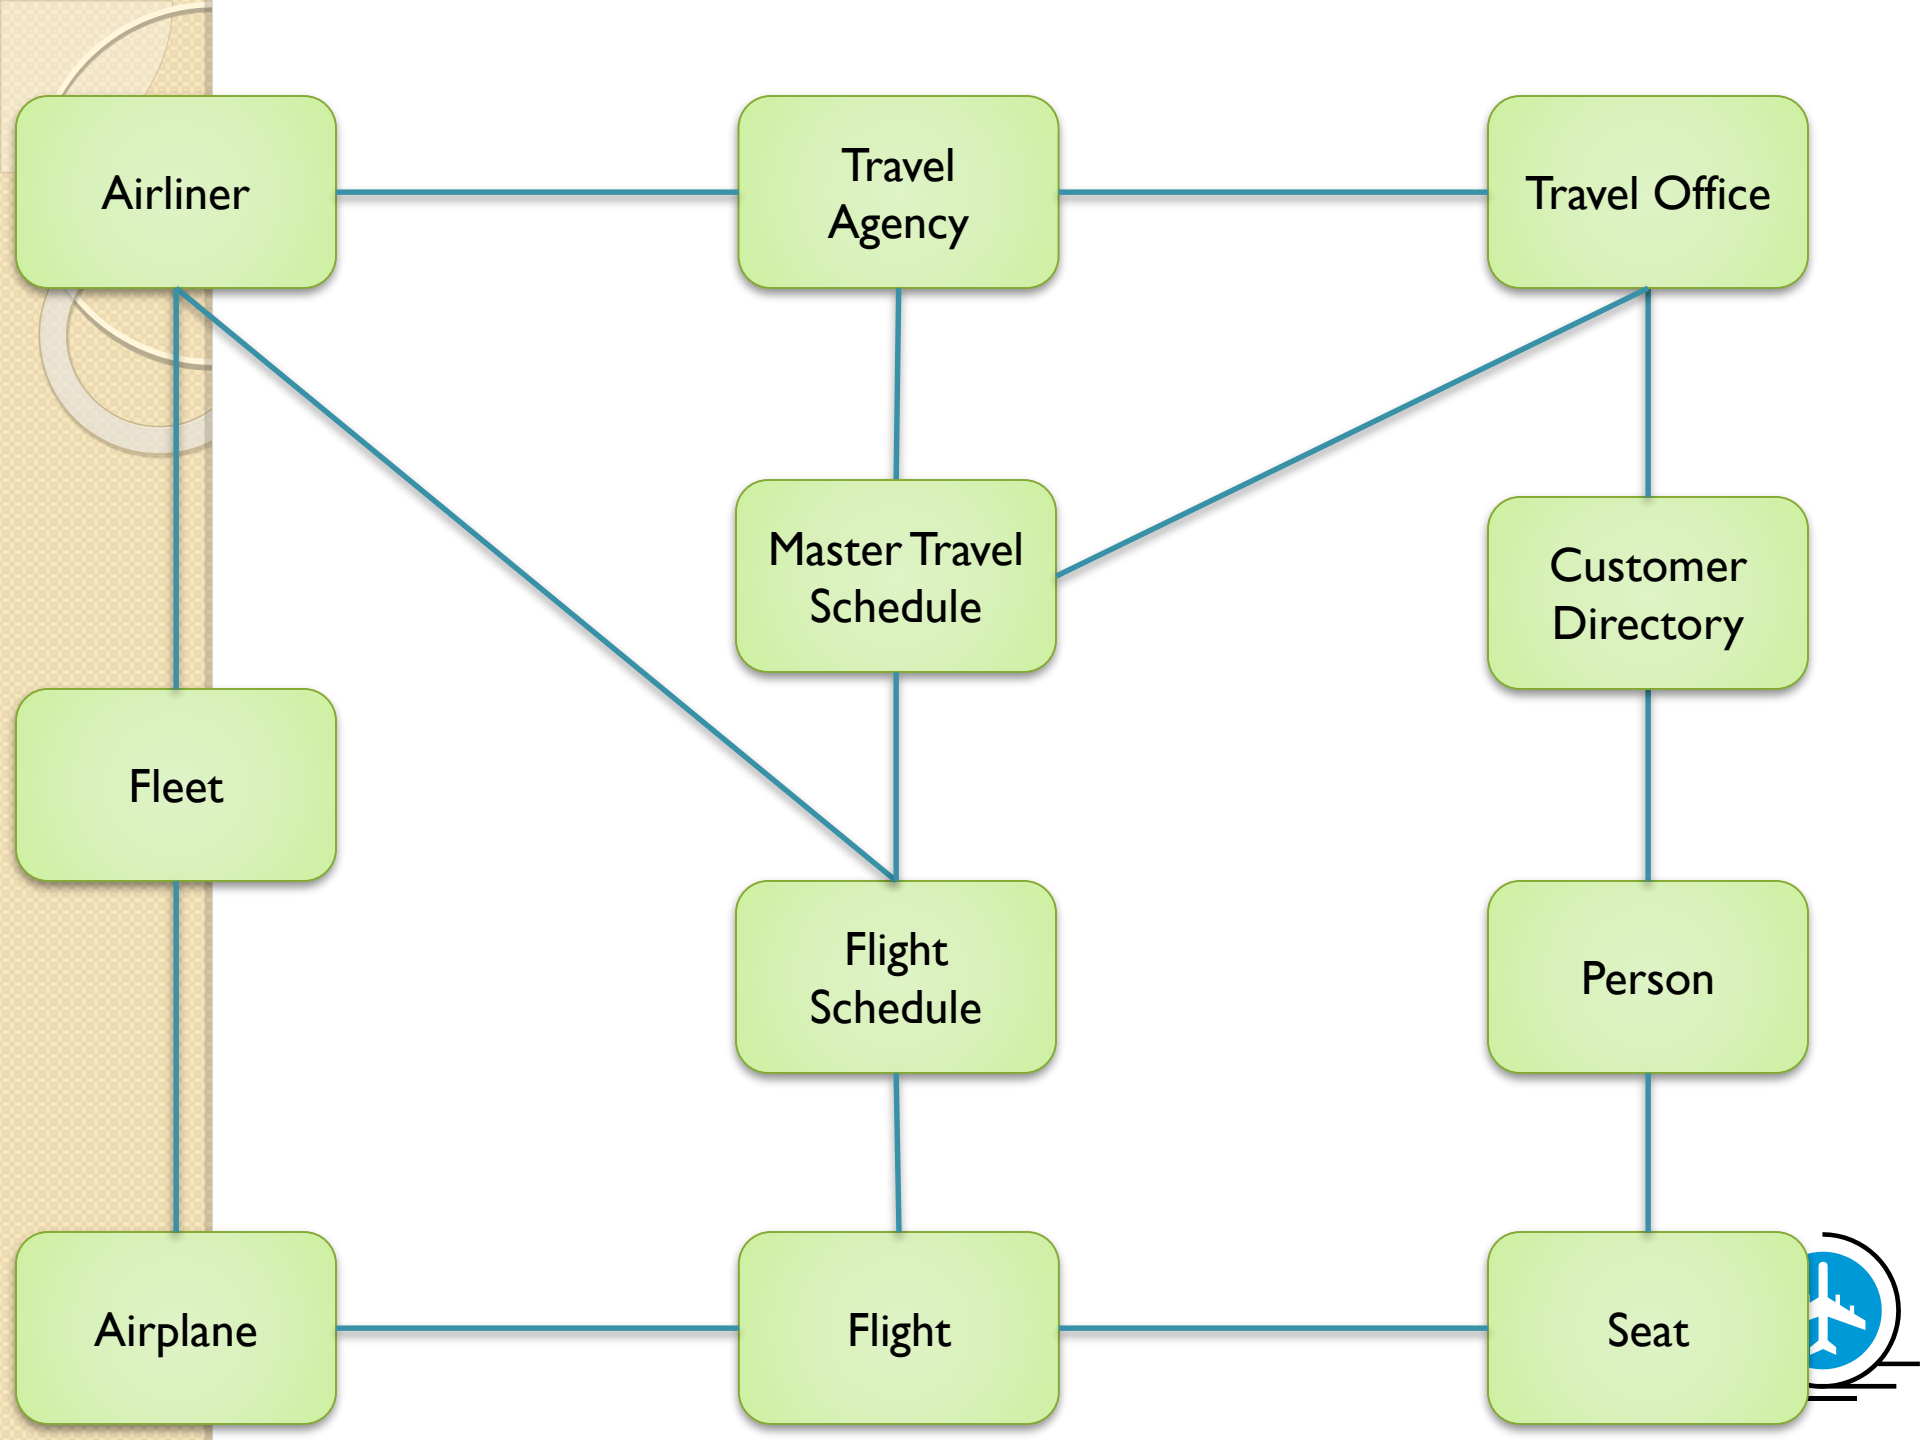 Airliner
Travel
Agency
Travel Office
Master Travel
Schedule
Customer
Directory
Fleet
Flight
Schedule
Person
Airplane
Flight
Seat